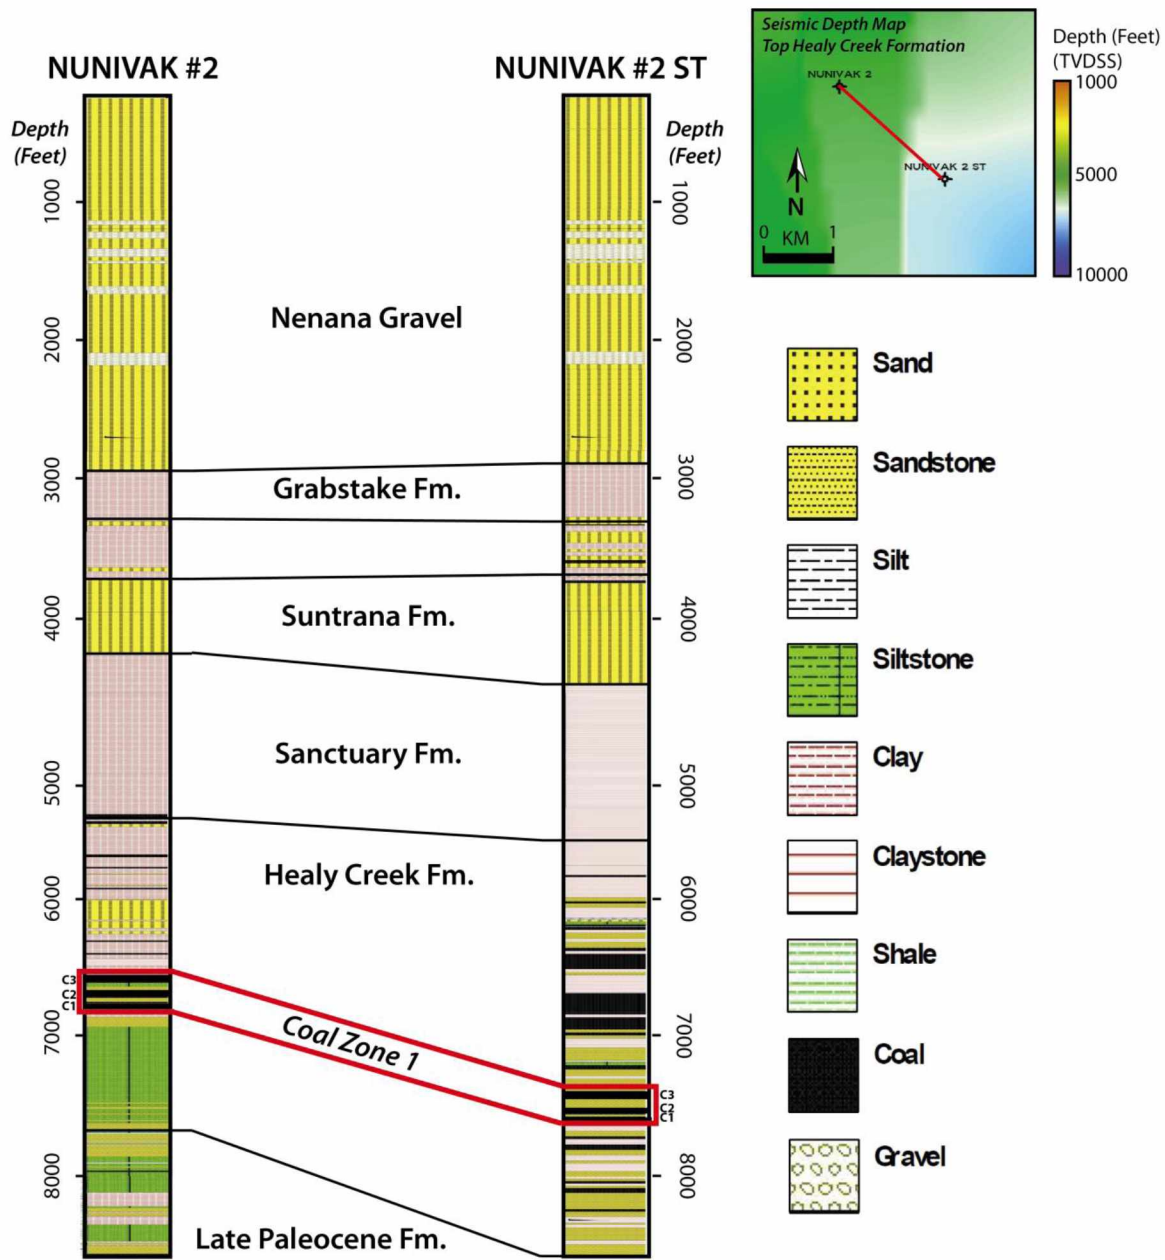 NUNIVAK #2
NUNIVAK #2 ST
Depth
(Feet)
1000
2000
3000
4000
5000
6000
7000
8000
C3
C2
C1
Nenana Gravel
Grabstake Fm.
Suntrana Fm.
Sanctuary Fm.
Healy Creek Fm.
Coal Zone 1
Late Paleocene Fm.
Depth
(Feet)
1000
2000
3000
4000
5000
6000
7000
8000
C3
C2
C1
Seismic Depth Map
Top Healy Creek Formation
NUNIVAK 2
NUNIVAK 2 ST
N
0 KM 1
Depth (Feet)
(TVDSS)
1000
5000
10000
Sand
Sandstone
Silt
Siltstone
Clay
Claystone
Shale
Coal
Gravel